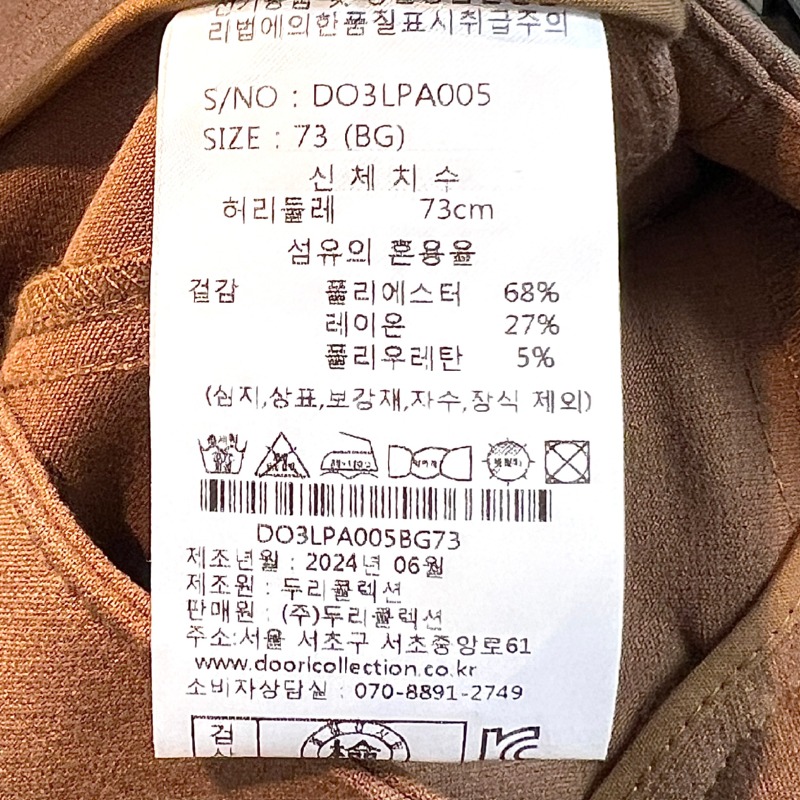 리법에의한품질표시취급주의
S/NO : DO3LPA005
SIZE : 73 (BG)
신 체 치 수
허리둘레 73cm
섬유의 혼용율
겉감 폴리에스터 68%
레이온 27%
폴리우레탄 5%
(심지,상표,보강재,자수,장식 제외)
DO3LPA005BG73
제조년월 : 2024년 06월
제조원 : 두리콜렉션
판매원 : (주)두리콜렉션
주소:서울 서초구 서초중앙로61
www.dooricollection.co.kr
소비자상담실 : 070-8891-2749
검